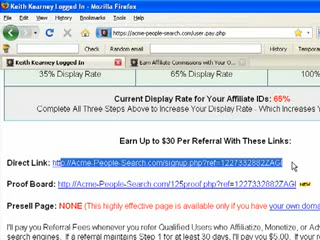 Keith Kearney Logged In - Mozilla Firefox
File Edit View History Bookmarks Tools Help
https://acme-people-search.com/user.pay.php
Search Random email History Temporar
Keith Kearney Logged In Earn Affiliate Commissions with Your O...
35% Display Rate 65% Display Rate 100%
Current Display Rate for Your Affiliate IDs: 65%
Complete All Three Steps Above to Increase Your Display Rate - Which Increases Y
Earn Up to $30 Per Referral With These Links:
Direct Link: http://Acme-People-Search.com/signup.php?ref=1227332882ZAGI
Proof Board: http://Acme-People-Search.com/125proof.php?ref=1227332882ZAGI NEW
Presell Page: NONE (This highly effective page is available only if you have your own doma
I'll pay you Referral Fees whenever you refer Qualified Users who Affiliatize, Monetize, or Adv
search engines. If a referral maintains Step 1 for at least 30 days, I'll pay you $5.00. If your re